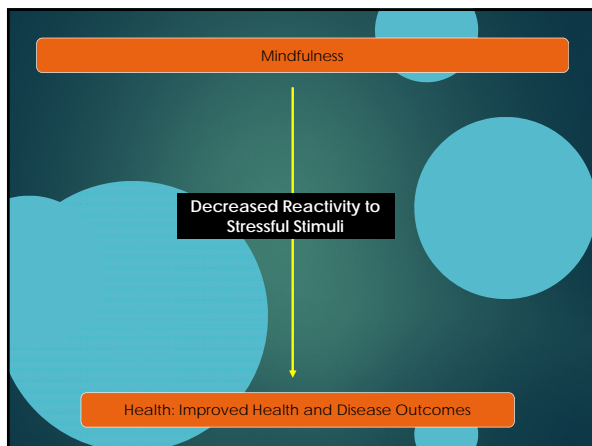 Mindfulness
Decreased Reactivity to
Stressful Stimuli
Health: Improved Health and Disease Outcomes